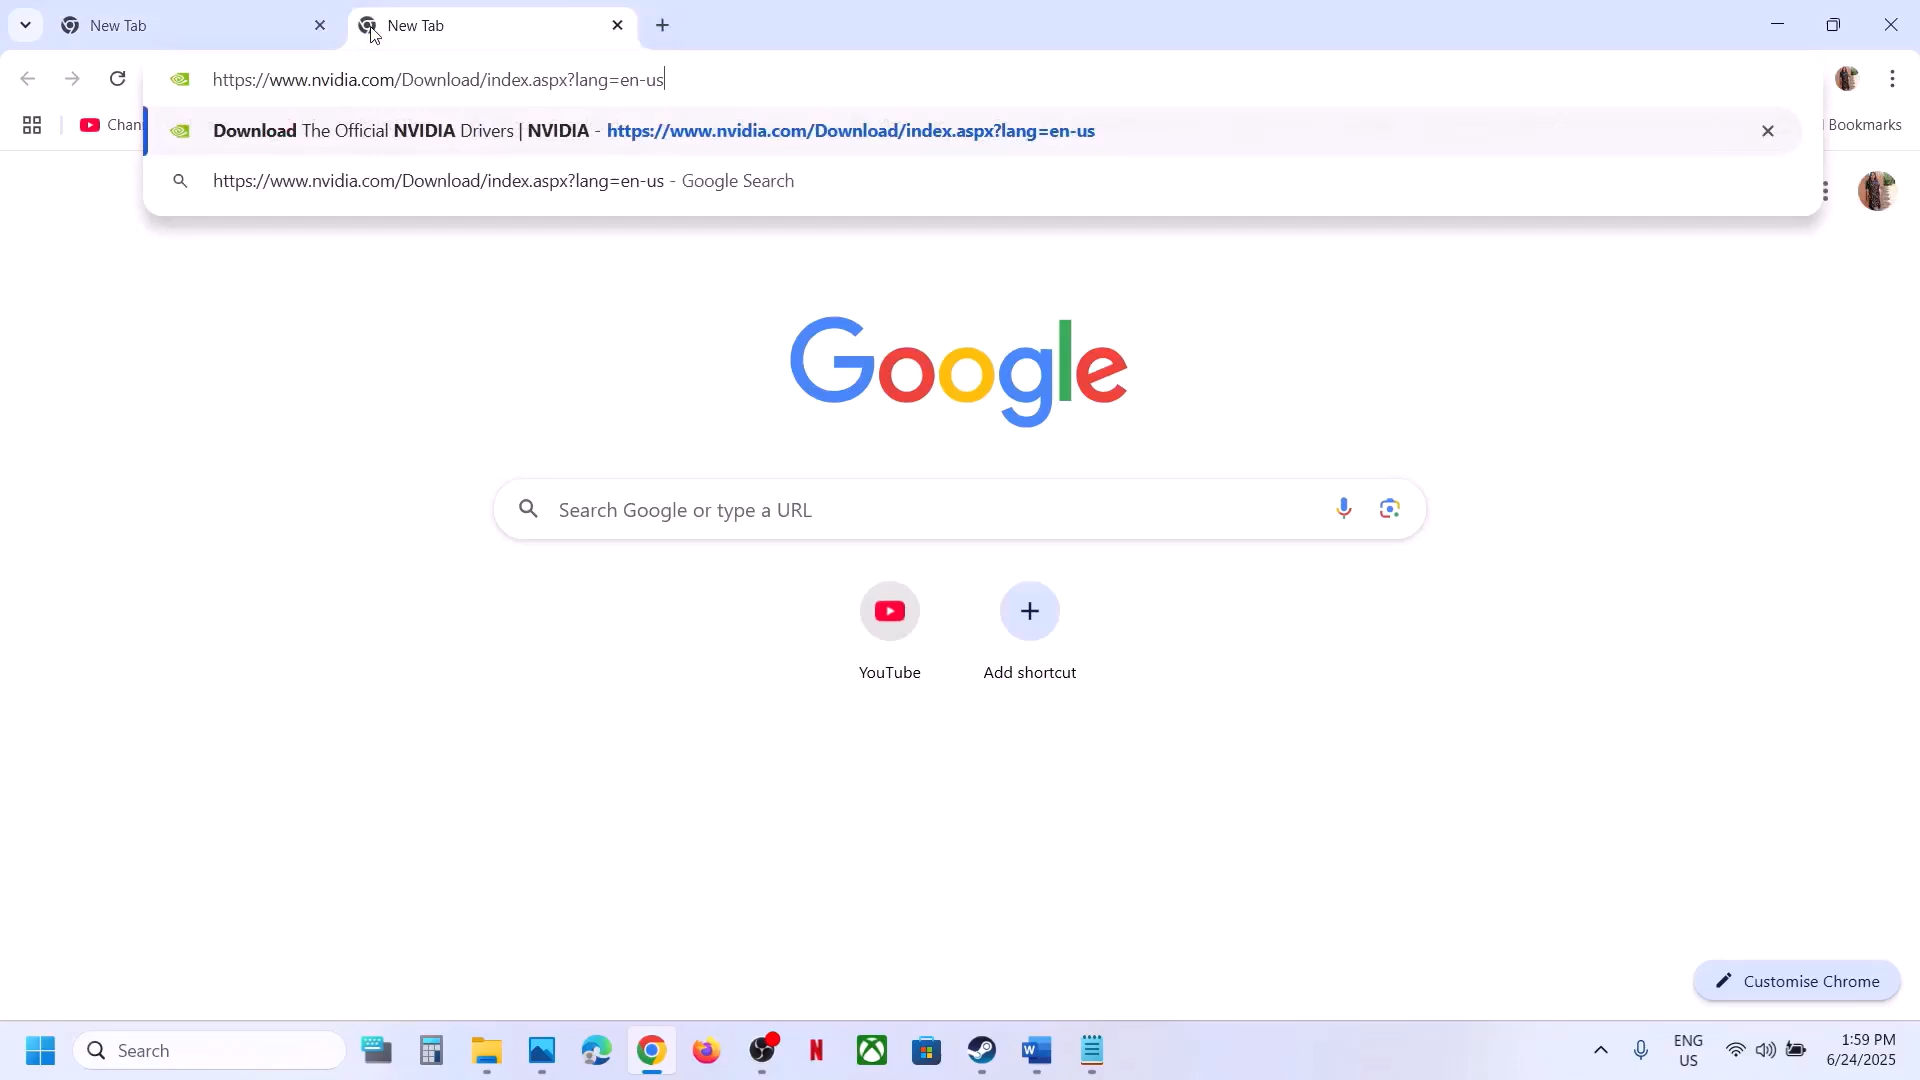 New Tab
New Tab
https://www.nvidia.com/Download/index.aspx?lang=en-us
Chan
Download The Official NVIDIA Drivers | NVIDIA - https://www.nvidia.com/Download/index.aspx?lang=en-us
Bookmarks
https://www.nvidia.com/Download/index.aspx?lang=en-us - Google Search
Google
Search Google or type a URL
YouTube
Add shortcut
Customise Chrome
Search
ENG
US
1:59 PM
6/24/2025